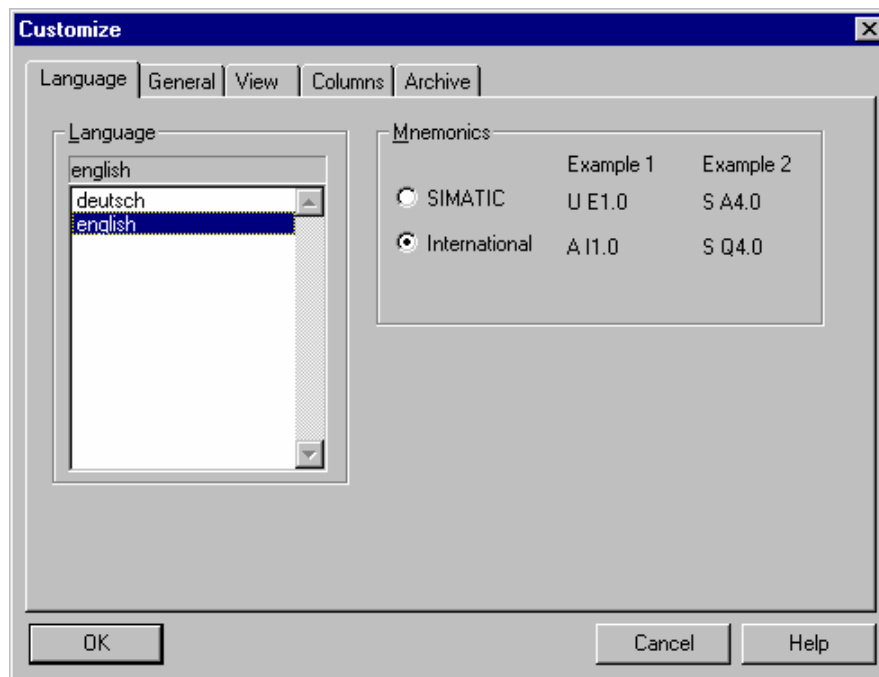 Customize
Language General View Columns Archive
Language
english
deutsch
english
Mnemonics
Example 1 Example 2
SIMATIC U E1.0 S A4.0
International A I1.0 S Q4.0
OK Cancel Help